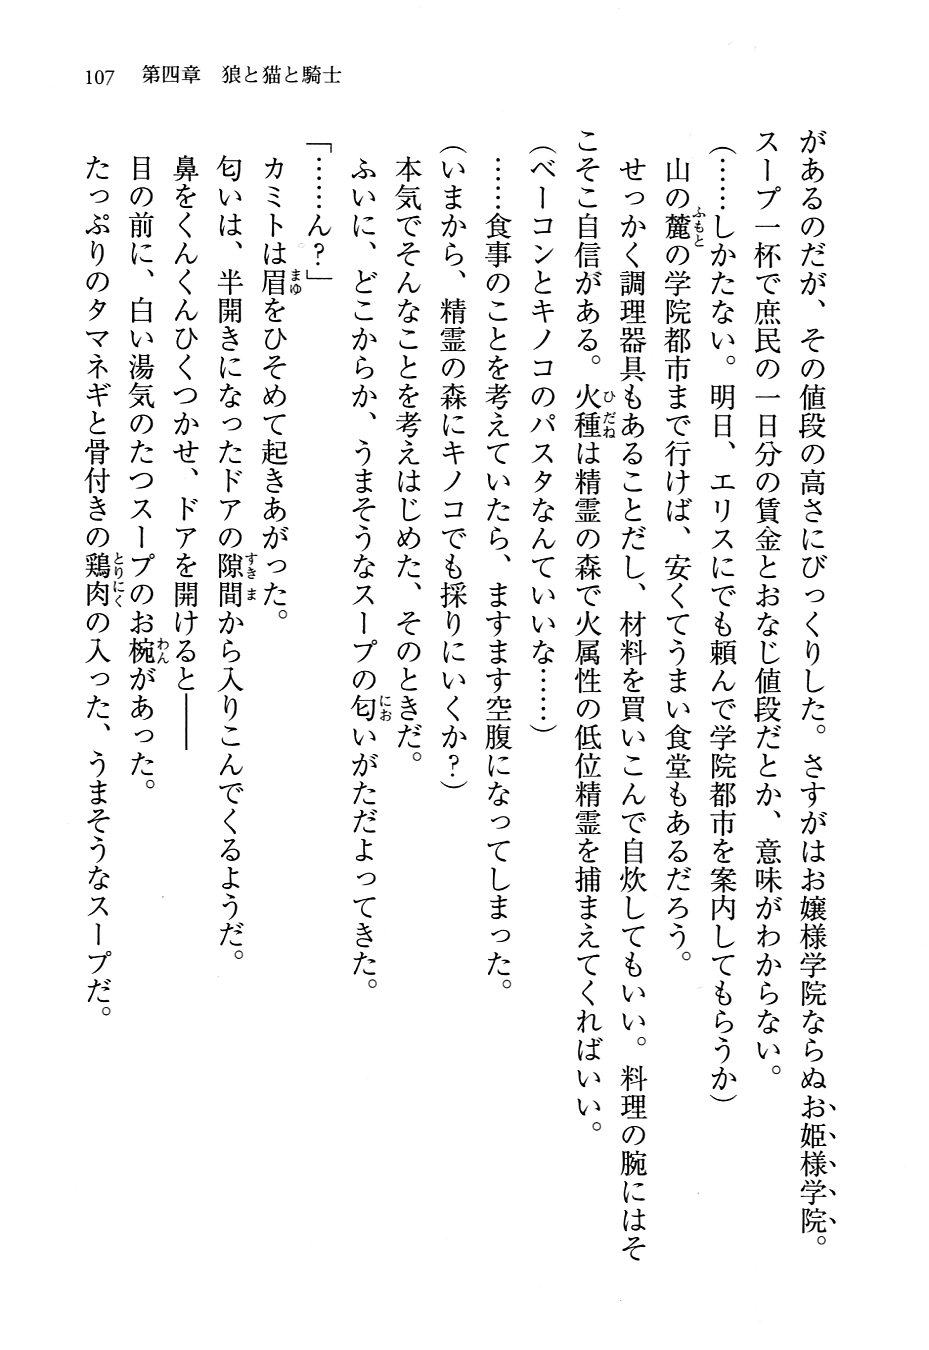 107　第四章　狼と猫と騎士
があるのだが、その値段の高さにびっくりした。さすがはお嬢様学院ならぬお姫様学院。
スープ一杯で庶民の一日分の賃金とおなじ値段だとか、意味がわからない。
（……しかたない。明日、エリスにでも頼んで学院都市を案内してもらうか）
山の麓の学院都市まで行けば、安くてうまい食堂もあるだろう。
せっかく調理器具もあることだし、材料を買いこんで自炊してもいい。料理の腕にはそ
こそこ自信がある。火種は精霊の森で火属性の低位精霊を捕まえてくればいい。
（ベーコンとキノコのパスタなんていいな……）
……食事のことを考えていたら、ますます空腹になってしまった。
（いまから、精霊の森にキノコでも採りにいくか？）
本気でそんなことを考えはじめた、そのときだ。
ふいに、どこからか、うまそうなスープの匂いがただよってきた。
「……ん？」
カミトは眉をひそめて起きあがった。
匂いは、半開きになったドアの隙間から入りこんでくるようだ。
鼻をくんくんひくつかせ、ドアを開けると――
目の前に、白い湯気のたつスープのお椀があった。
たっぷりのタマネギと骨付きの鶏肉の入った、うまそうなスープだ。